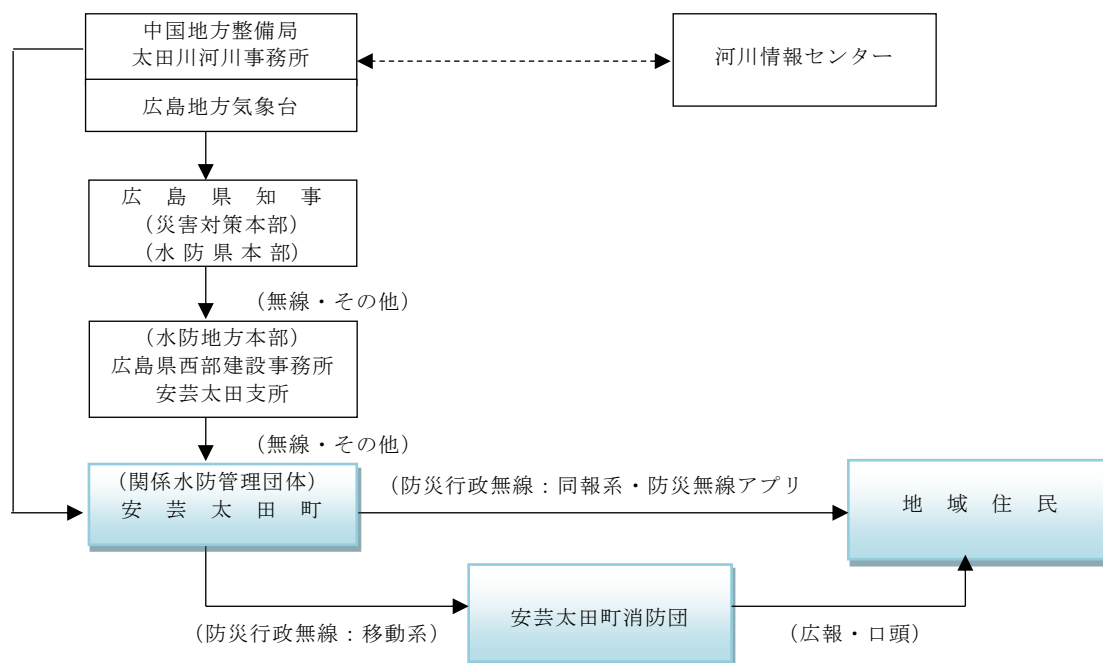 中国地方整備局
太田川河川事務所
河川情報センター
広島地方気象台
広島県知事
（災害対策本部）
（水防県本部）
（無線・その他）
（水防地方本部）
広島県西部建設事務所
安芸太田支所
（無線・その他）
（関係水防管理団体）
安芸太田町
（防災行政無線：同報系・防災無線アプリ
地域住民
安芸太田町消防団
（防災行政無線：移動系）
（広報・口頭）